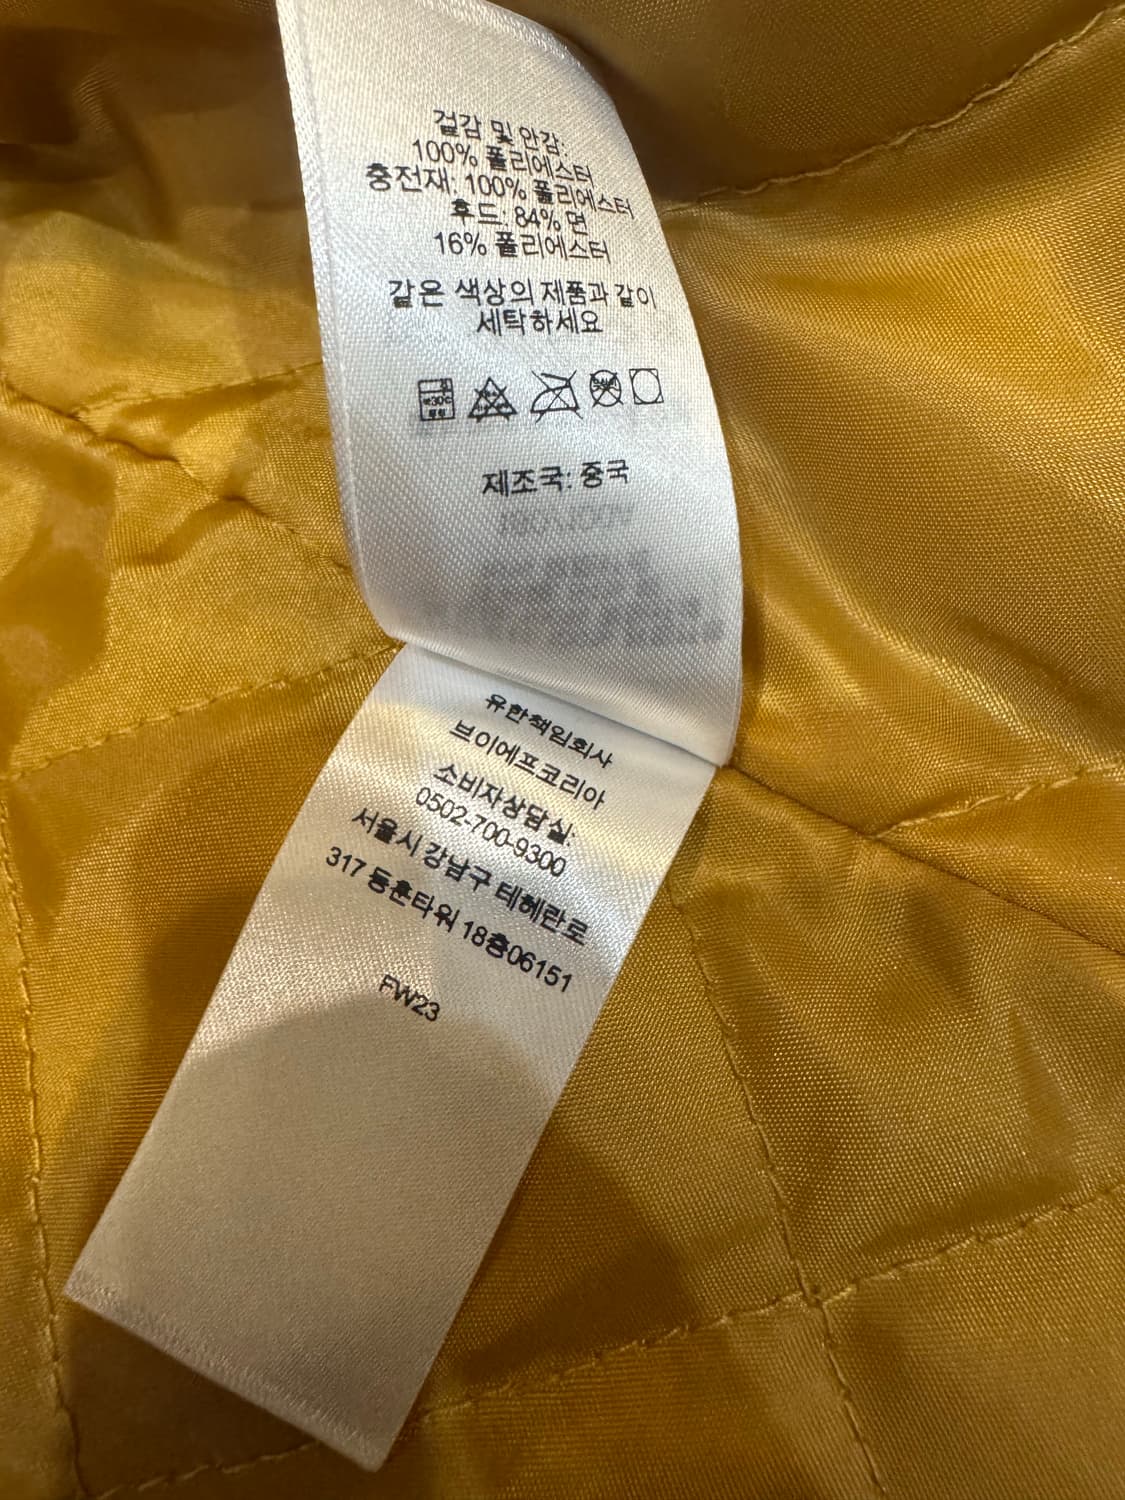 겉감 및 안감:
100% 폴리에스터
충전재: 100% 폴리에스터
후드: 84% 면
16% 폴리에스터
같은 색상의 제품과 같이
세탁하세요
제조국: 중국
유한책임회사
브이에프코리아
소비자상담실:
0502-700-9300
서울시 강남구 테헤란로
317 동훈타워 18층06151
FW23